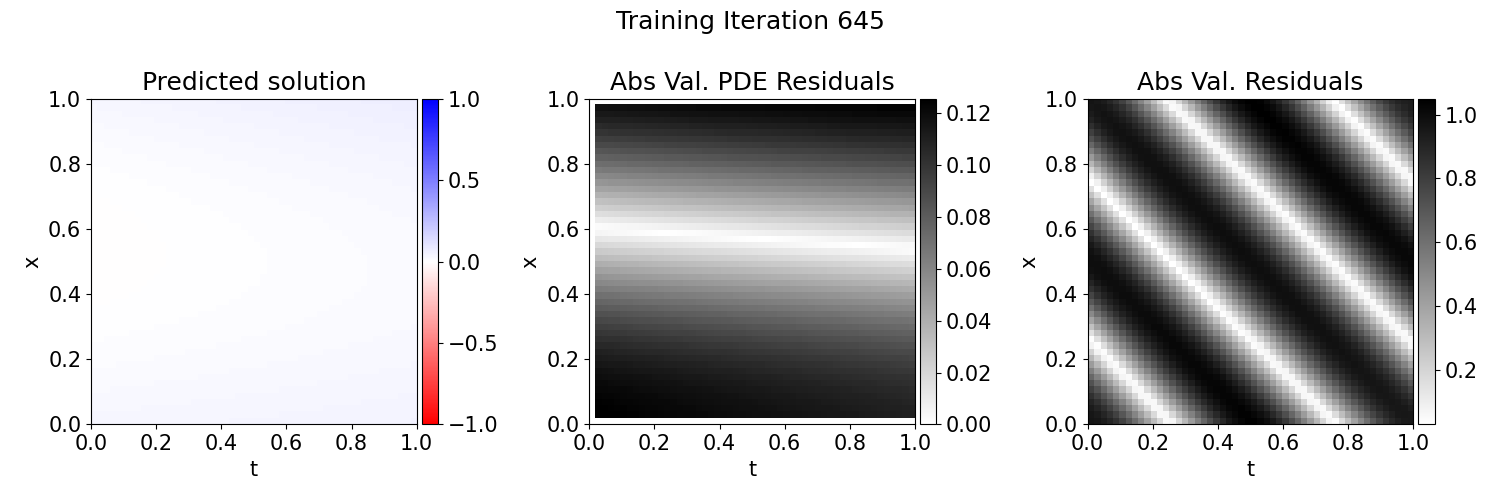 Training Iteration 645
Predicted solution
Abs Val. PDE Residuals
Abs Val. Residuals
1.0
0.8
0.6
0.4
0.2
0.0
x
0.0 0.2 0.4 0.6 0.8 1.0
t
1.0
0.5
0.0
−0.5
−1.0
1.0
0.8
0.6
0.4
0.2
0.0
x
0.0 0.2 0.4 0.6 0.8 1.0
t
0.12
0.10
0.08
0.06
0.04
0.02
0.00
1.0
0.8
0.6
0.4
0.2
0.0
x
0.0 0.2 0.4 0.6 0.8 1.0
t
1.0
0.8
0.6
0.4
0.2